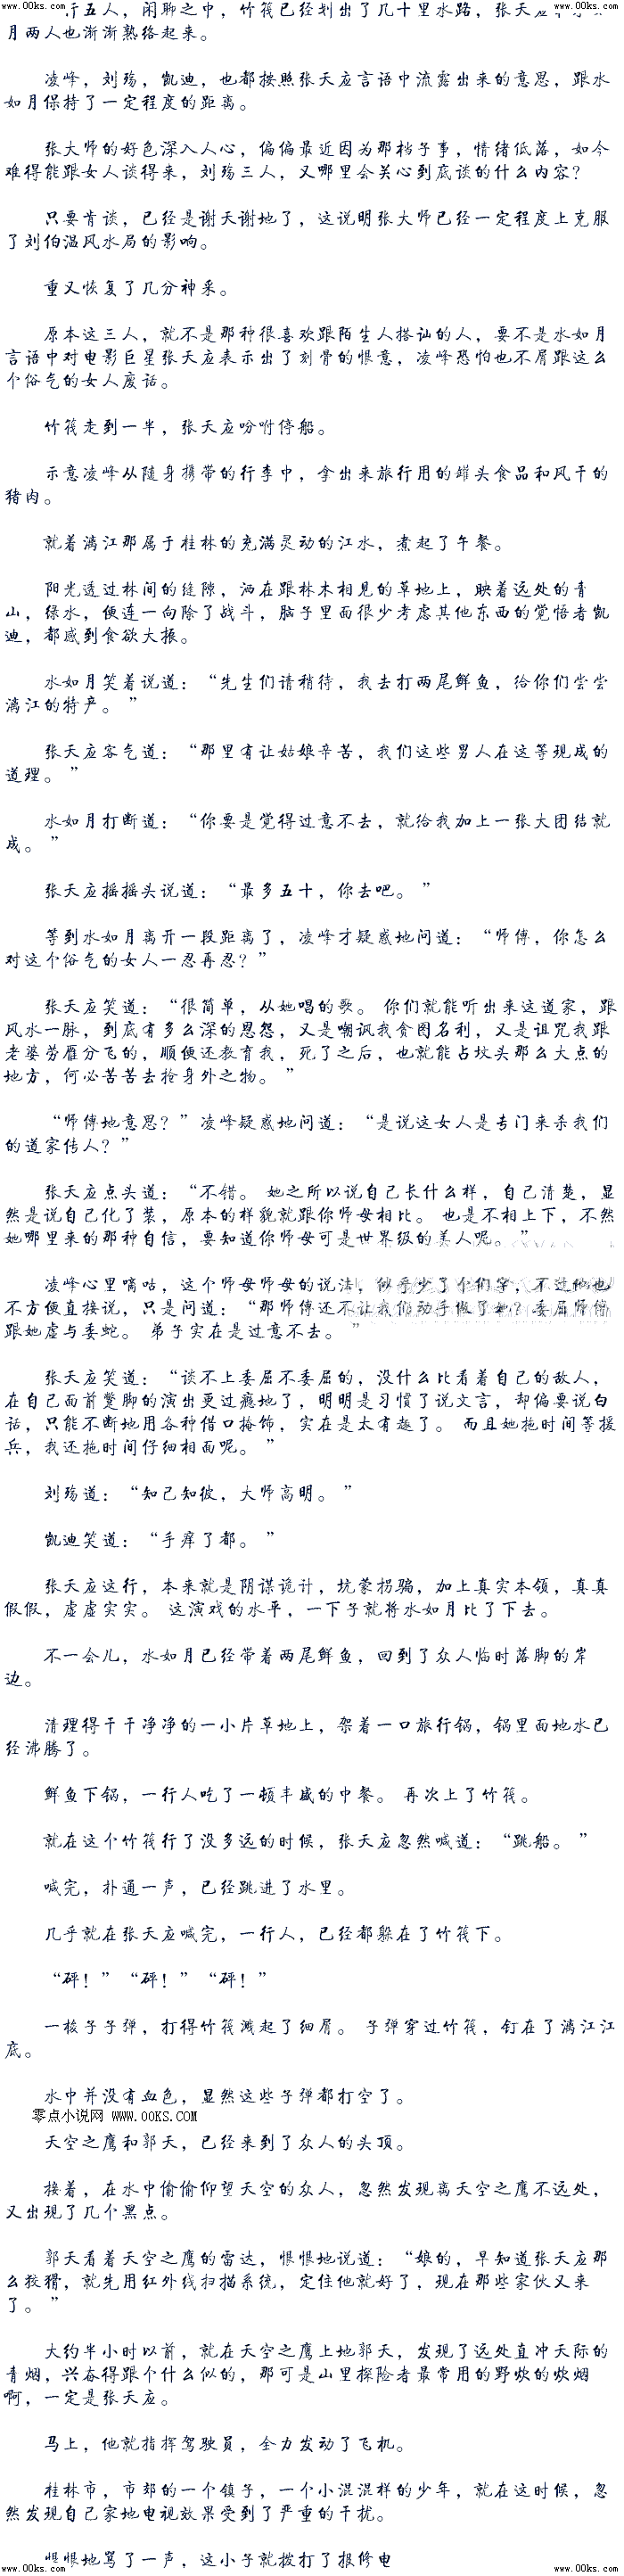 www.00ks.com www.00ks.com
行五人，闲聊之中，竹筏已经划出了几十里水路，张天应
月两人也渐渐熟络起来。
凌峰，刘殇，凯迪，也都按照张天应言语中流露出来的意思，跟水
如月保持了一定程度的距离。
张大师的好色深入人心，偏偏最近因为那档子事，情绪低落，如今
难得能跟女人谈得来，刘殇三人，又哪里会关心到底谈的什么内容？
只要肯谈，已经是谢天谢地了，这说明张大师已经一定程度上克服
了刘伯温风水局的影响。
重又恢复了几分神采。
原本这三人，就不是那种很喜欢跟陌生人搭讪的人，要不是水如月
言语中对电影巨星张天应表示出了刻骨的恨意，凌峰恐怕也不屑跟这么
个俗气的女人废话。
竹筏走到一半，张天应吩咐停船。
示意凌峰从随身携带的行李中，拿出来旅行用的罐头食品和风干的
猪肉。
就着漓江那属于桂林的充满灵动的江水，煮起了午餐。
阳光透过林间的缝隙，洒在跟林木相见的草地上，映着远处的青
山，绿水，便连一向除了战斗，脑子里面很少考虑其他东西的觉悟者凯
迪，都感到食欲大振。
水如月笑着说道：“先生们请稍待，我去打两尾鲜鱼，给你们尝尝
漓江的特产。”
张天应客气道：“那里有让姑娘辛苦，我们这些男人在这等现成的
道理。”
水如月打断道：“你要是觉得过意不去，就给我加上一张大团结就
成。”
张天应摇摇头说道：“最多五十，你去吧。”
等到水如月离开一段距离了，凌峰才疑惑地问道：“师傅，你怎么
对这个俗气的女人一忍再忍？”
张天应笑道：“很简单，从她唱的歌。 你们就能听出来这道家，跟
风水一脉，到底有多么深的恩怨，又是嘲讽我贪图名利，又是诅咒我跟
老婆劳雁分飞的，顺便还教育我，死了之后，也就能占坟头那么大点的
地方，何必苦苦去抢身外之物。”
“师傅地意思？”凌峰疑惑地问道：“是说这女人是专门来杀我们
的道家传人？”
张天应点头道：“不错。 她之所以说自己长什么样，自己清楚，显
然是说自己化了装，原本的样貌就跟你师母相比。 也是不相上下，不然
她哪里来的那种自信，要知道你师母可是世界级的美人呢。”
凌峰心里嘀咕，这个师母师母的说法，似乎少了个们字，不过他也
不方便直接说，只是问道：“那师傅还不让我们动手做了她？委屈师傅
跟她虚与委蛇。 弟子实在是过意不去。”
张天应笑道：“谈不上委屈不委屈的，没什么比看着自己的敌人，
在自己面前蹩脚的演出更过瘾地了，明明是习惯了说文言，却偏要说白
话，只能不断地用各种借口掩饰，实在是太有趣了。 而且她拖时间等援
兵，我还拖时间仔细相面呢。”
刘殇道：“知己知彼，大师高明。”
凯迪笑道：“手痒了都。”
张天应这行，本来就是阴谋诡计，坑蒙拐骗，加上真实本领，真真
假假，虚虚实实。 这演戏的水平，一下子就将水如月比了下去。
不一会儿，水如月已经带着两尾鲜鱼，回到了众人临时落脚的岸
边。
清理得干干净净的一小片草地上，架着一口旅行锅，锅里面地水已
经沸腾了。
鲜鱼下锅，一行人吃了一顿丰盛的中餐。 再次上了竹筏。
就在这个竹筏行了没多远的时候，张天应忽然喊道：“跳船。”
喊完，扑通一声，已经跳进了水里。
几乎就在张天应喊完，一行人，已经都躲在了竹筏下。
“砰！”“砰！”“砰！”
一梭子子弹，打得竹筏溅起了细屑。 子弹穿过竹筏，钉在了漓江江
底。
水中并没有血色，显然这些子弹都打空了。
零点小说网 www.00KS.com
天空之鹰和郭天，已经来到了众人的头顶。
接着，在水中偷偷仰望天空的众人，忽然发现离天空之鹰不远处，
又出现了几个黑点。
郭天看着天空之鹰的雷达，恨恨地说道：“娘的，早知道张天应那
么狡猾，就先用红外线扫描系统，定住他就好了，现在那些家伙又来
了。”
大约半小时以前，就在天空之鹰上地郭天，发现了远处直冲天际的
青烟，兴奋得跟个什么似的，那可是山里探险者最常用的野炊的炊烟
啊，一定是张天应。
马上，他就指挥驾驶员，全力发动了飞机。
桂林市，市郊的一个镇子，一个小混混样的少年，就在这时候，忽
然发现自己家地电视效果受到了严重的干扰。
恨恨地骂了一声，这小子就拨打了报修电
www.00ks.com www.00ks.com